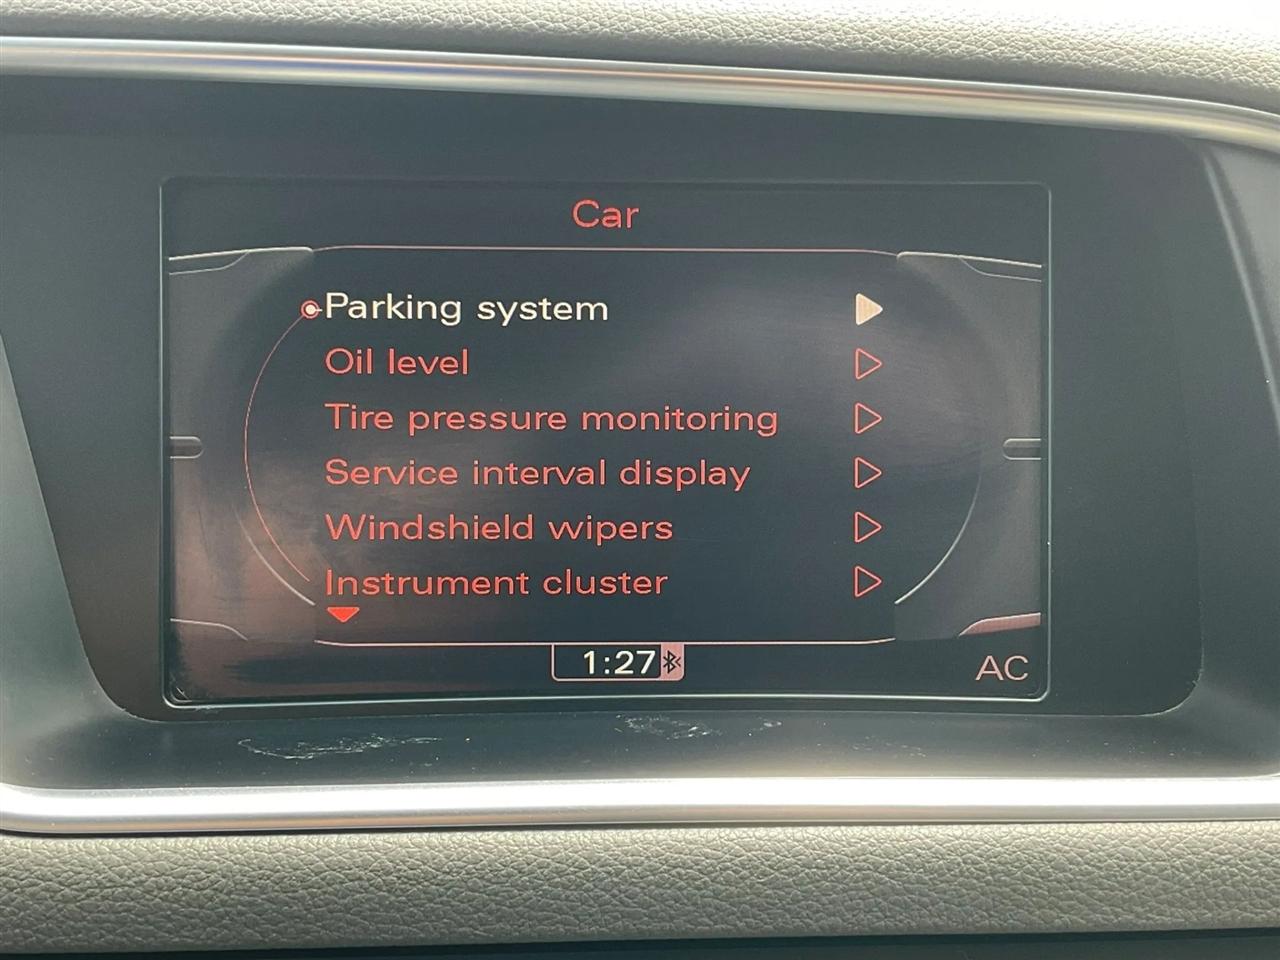 Car
Parking system
Oil level
Tire pressure monitoring
Service interval display
Windshield wipers
Instrument cluster
1:27
AC